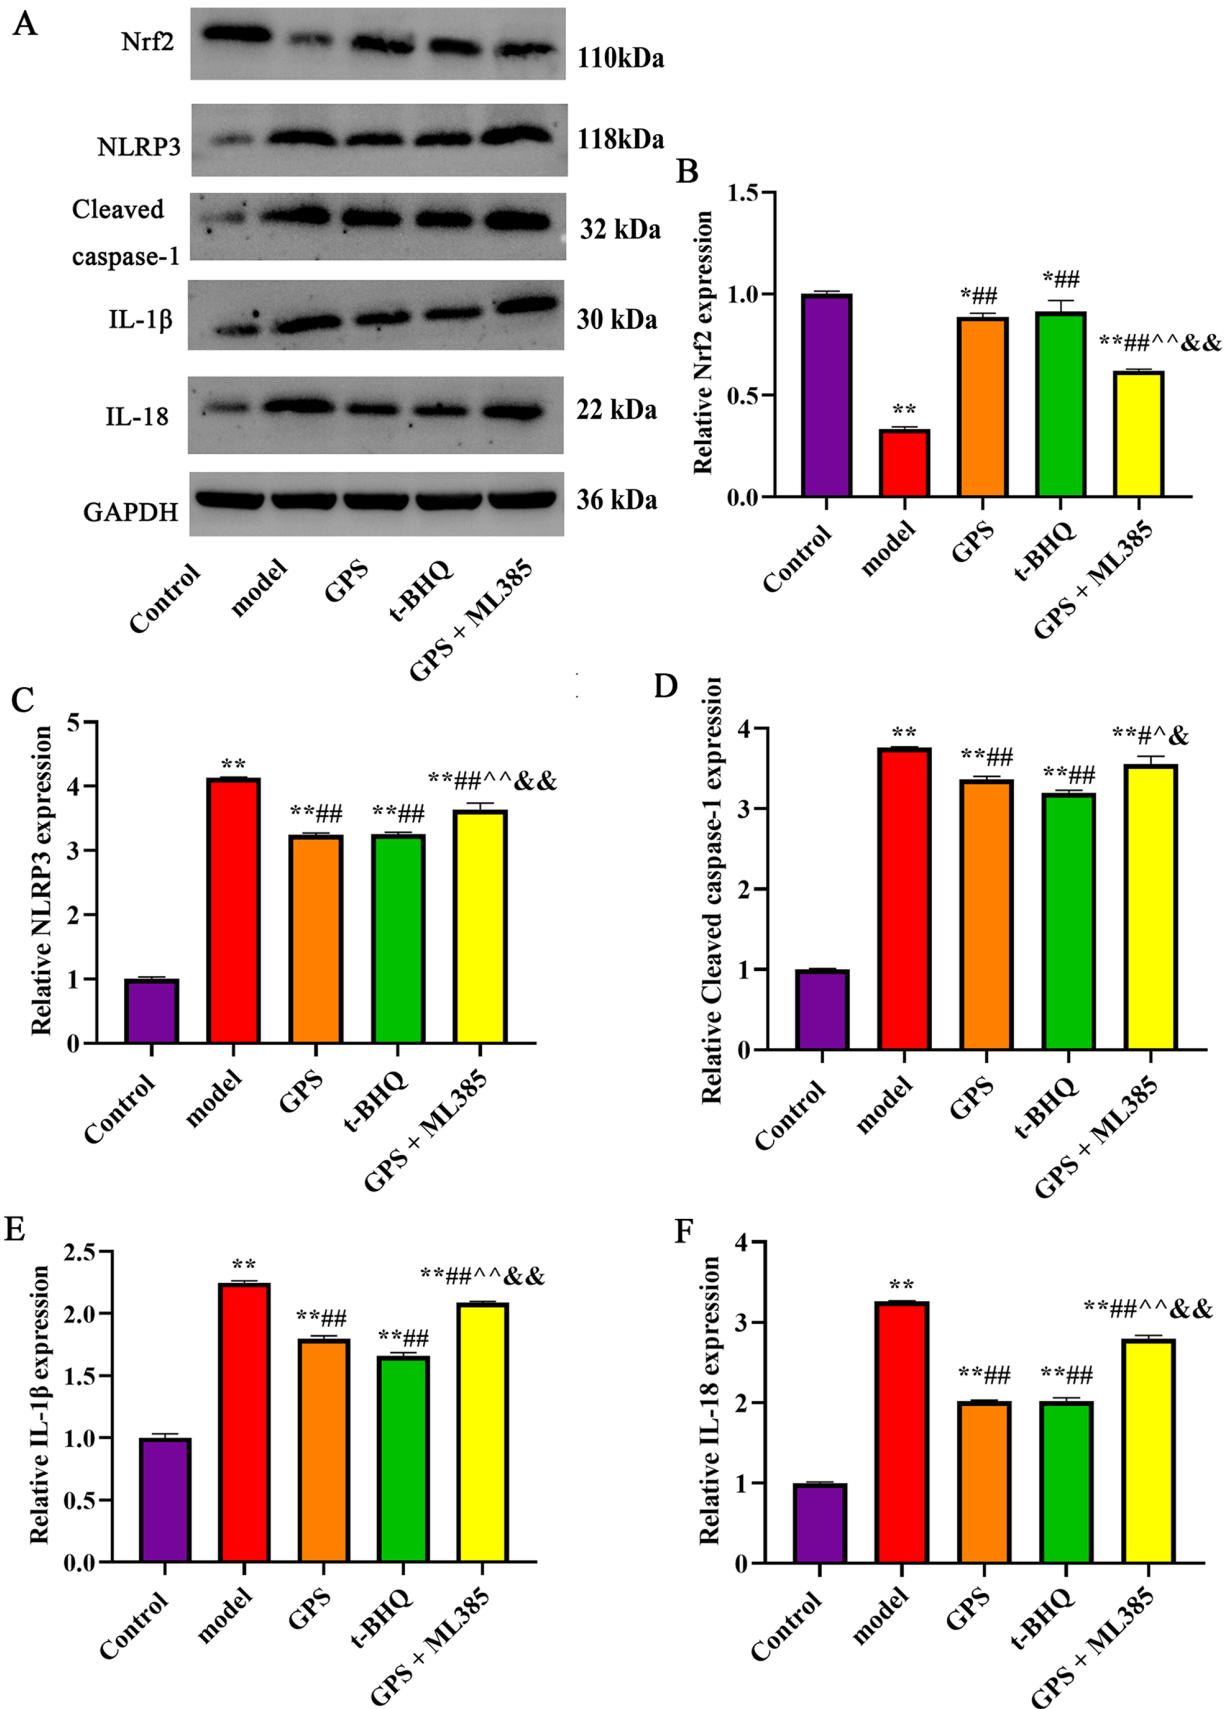 A
Nrf2
110kDa
NLRP3
118kDa
Cleaved
caspase-1
32 kDa
IL-1β
30 kDa
IL-18
22 kDa
GAPDH
36 kDa
Control
model
GPS
t-BHQ
GPS + ML385
B
Relative Nrf2 expression
1.5
1.0
0.5
0.0
**
*##
*##
**##^^&&
Control
model
GPS
t-BHQ
GPS + ML385
C
Relative NLRP3 expression
5
4
3
2
1
0
**
**##
**##
**##^^&&
Control
model
GPS
t-BHQ
GPS + ML385
D
Relative Cleaved caspase-1 expression
4
3
2
1
0
**
**##
**##
**#^&
Control
model
GPS
t-BHQ
GPS + ML385
E
Relative IL-1β expression
2.5
2.0
1.5
1.0
0.5
0.0
**
**##
**##
**##^^&&
Control
model
GPS
t-BHQ
GPS + ML385
F
Relative IL-18 expression
4
3
2
1
0
**
**##
**##
**##^^&&
Control
model
GPS
t-BHQ
GPS + ML385